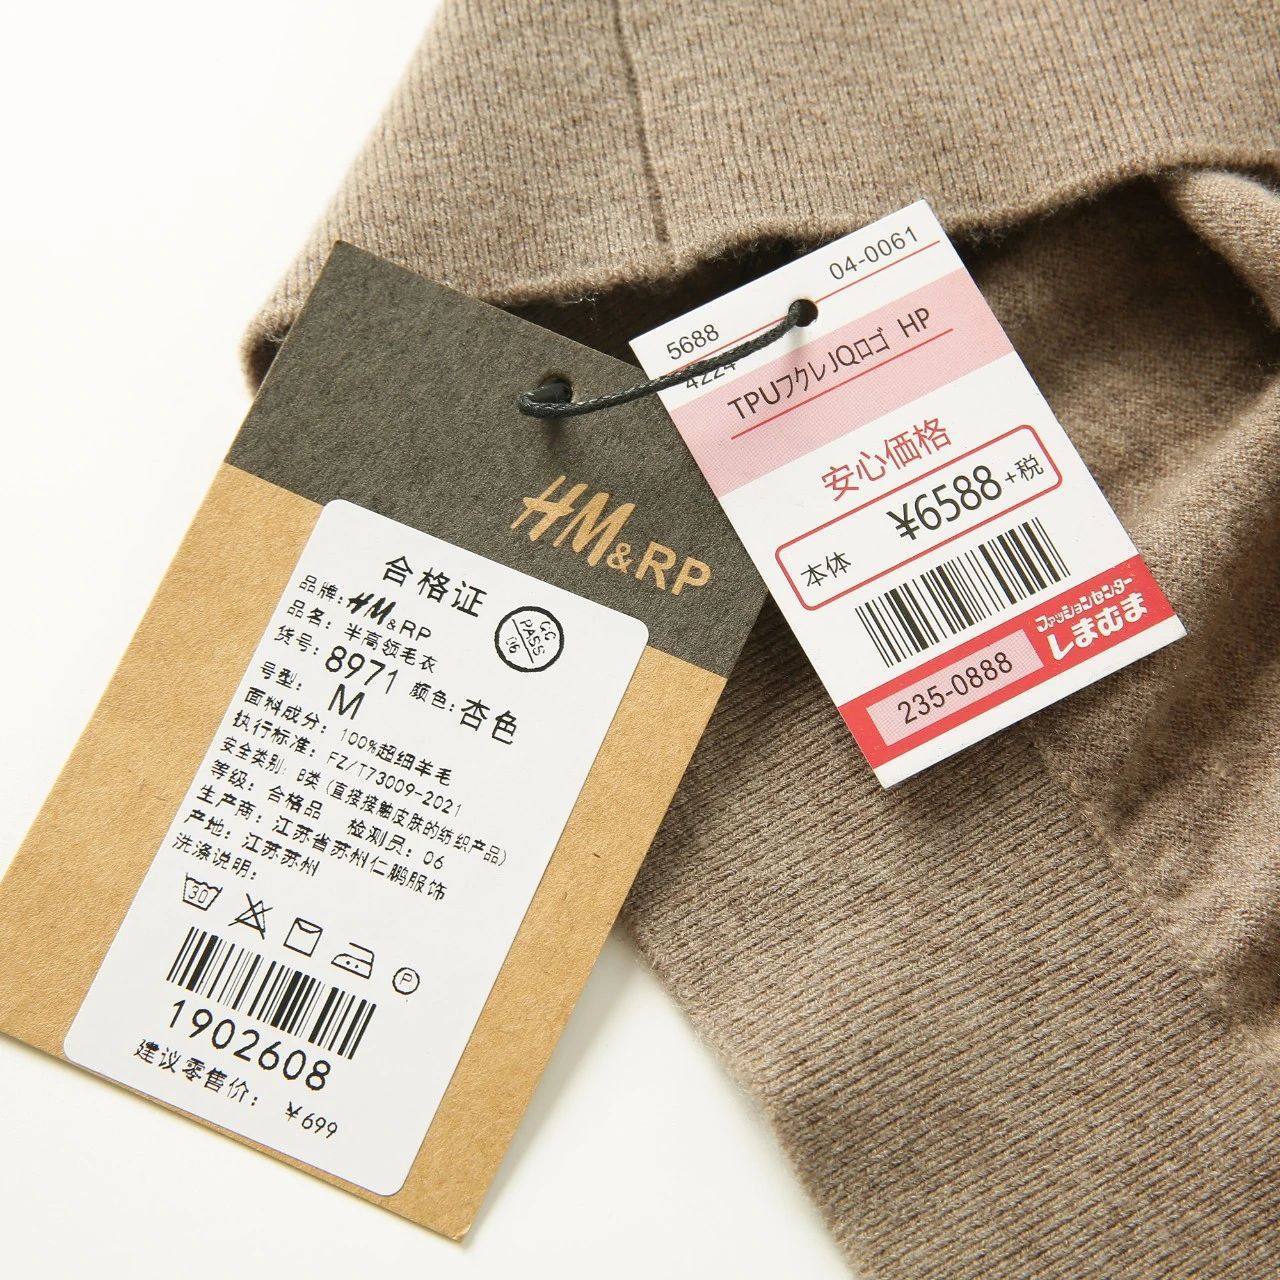 HM&RP
合格证
品牌: HM&RP
品名: 半高领毛衣
货号: 8971 颜色: 杏色
号型: M
面料成分: 100%超细羊毛
执行标准: FZ/T73009-2021
安全类别: B类(直接接触皮肤的纺织产品)
等级: 合格品 检测员: 06
生产商: 江苏省苏州仁鹏服饰
产地: 江苏苏州
洗涤说明:
Q.C
PASS
06
30
P
1902608
建议零售价: ¥699
04-0061
5688
4224
TPUフクレJQロゴ HP
安心価格
本体 ¥6588+税
ファッションセンター
しまむら
235-0888